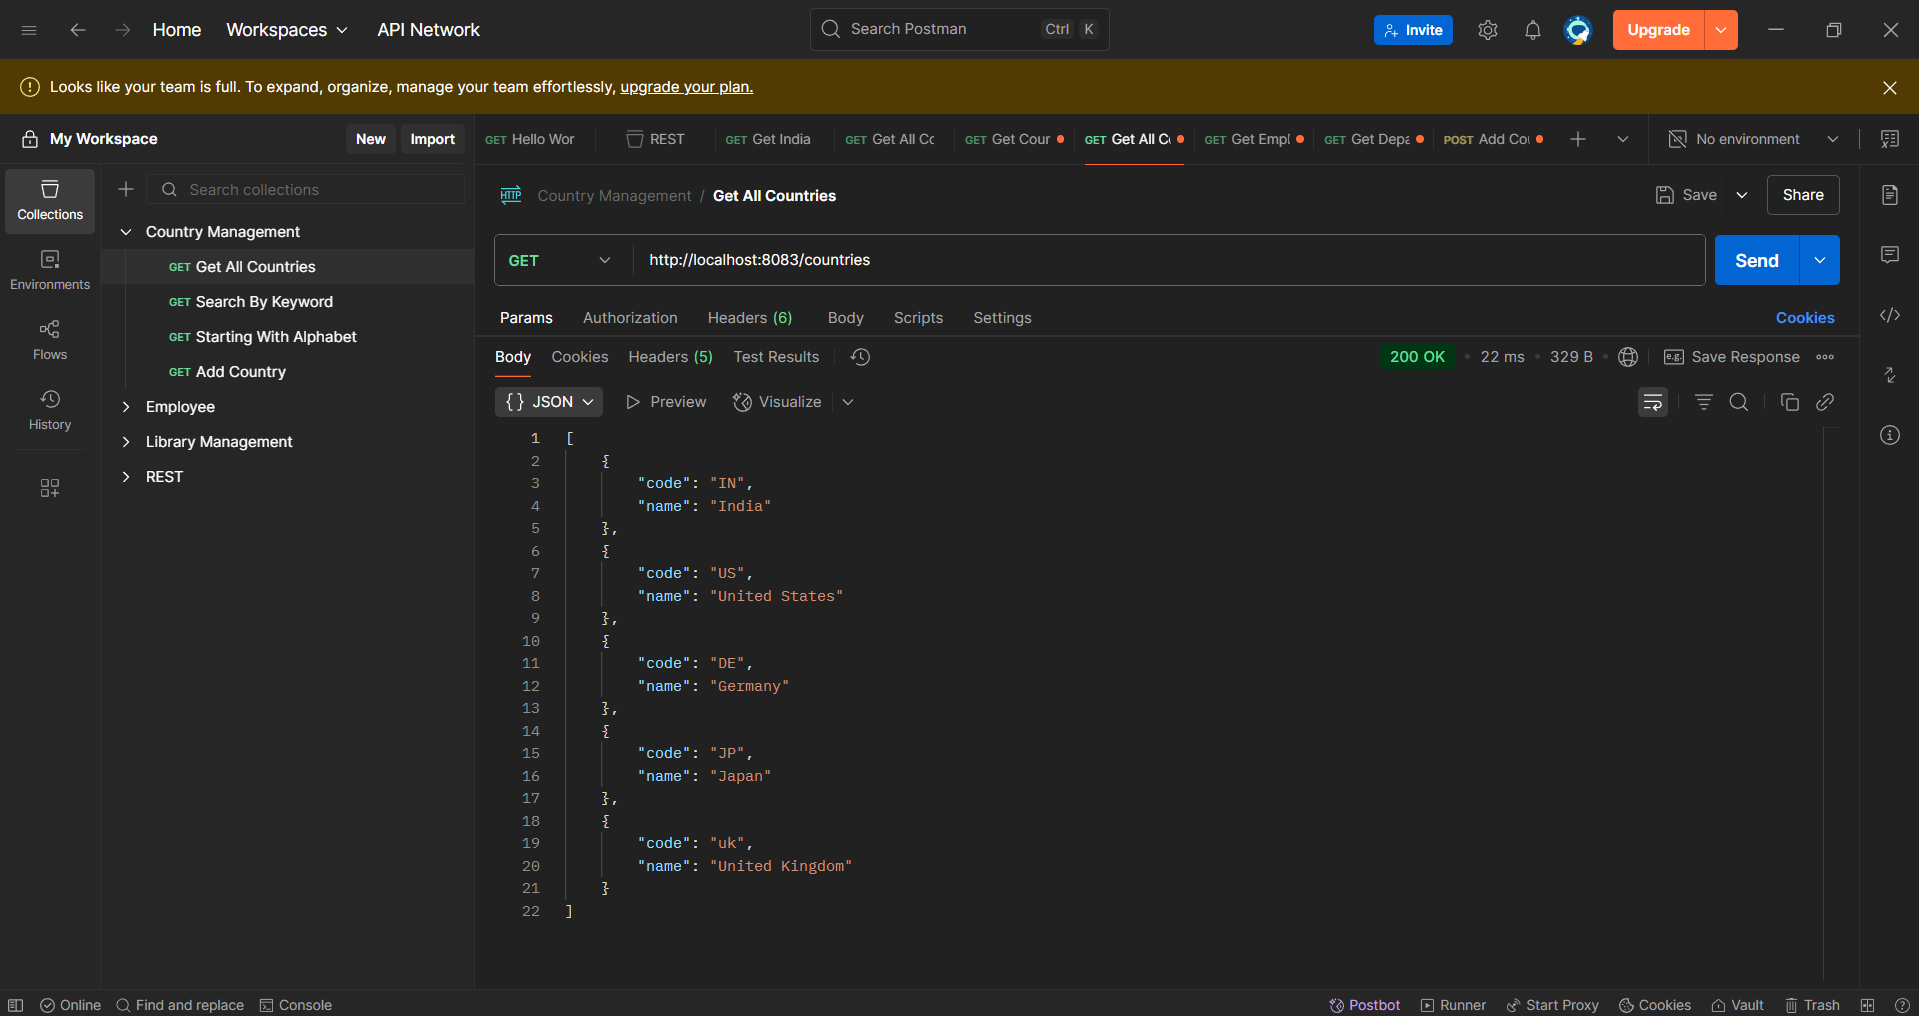 Home Workspaces API Network Search Postman Ctrl K Invite Upgrade
Looks like your team is full. To expand, organize, manage your team effortlessly, upgrade your plan.
My Workspace New Import
GET Hello Wor REST GET Get India GET Get All Cc GET Get Cour GET Get All C GET Get Empl GET Get Depa POST Add Co No environment
Collections
Environments
Flows
History
Search collections
Country Management
GET Get All Countries
GET Search By Keyword
GET Starting With Alphabet
GET Add Country
Employee
Library Management
REST
HTTP Country Management / Get All Countries Save Share
GET http://localhost:8083/countries Send
Params Authorization Headers (6) Body Scripts Settings Cookies
Body Cookies Headers (5) Test Results 200 OK • 22 ms • 329 B • e.g. Save Response
{} JSON Preview Visualize
1 [
2 {
3 "code": "IN",
4 "name": "India"
5 },
6 {
7 "code": "US",
8 "name": "United States"
9 },
10 {
11 "code": "DE",
12 "name": "Germany"
13 },
14 {
15 "code": "JP",
16 "name": "Japan"
17 },
18 {
19 "code": "uk",
20 "name": "United Kingdom"
21 }
22 ]
Online Find and replace Console Postbot Runner Start Proxy Cookies Vault Trash